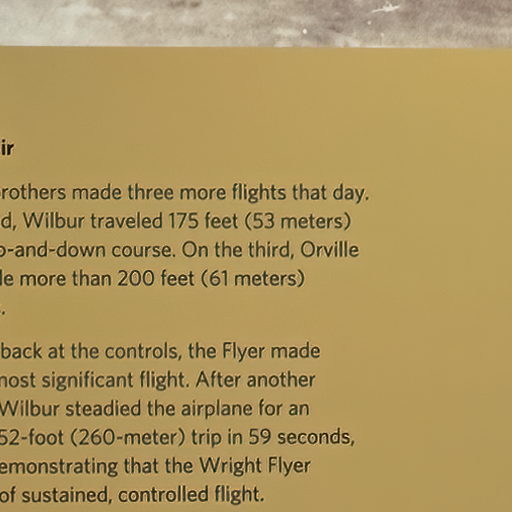 ir
rothers made three more flights that day.
d, Wilbur traveled 175 feet (53 meters)
p-and-down course. On the third, Orville
le more than 200 feet (61 meters)
.
back at the controls, the Flyer made
most significant flight. After another
Wilbur steadied the airplane for an
52-foot (260-meter) trip in 59 seconds,
emonstrating that the Wright Flyer
of sustained, controlled flight.